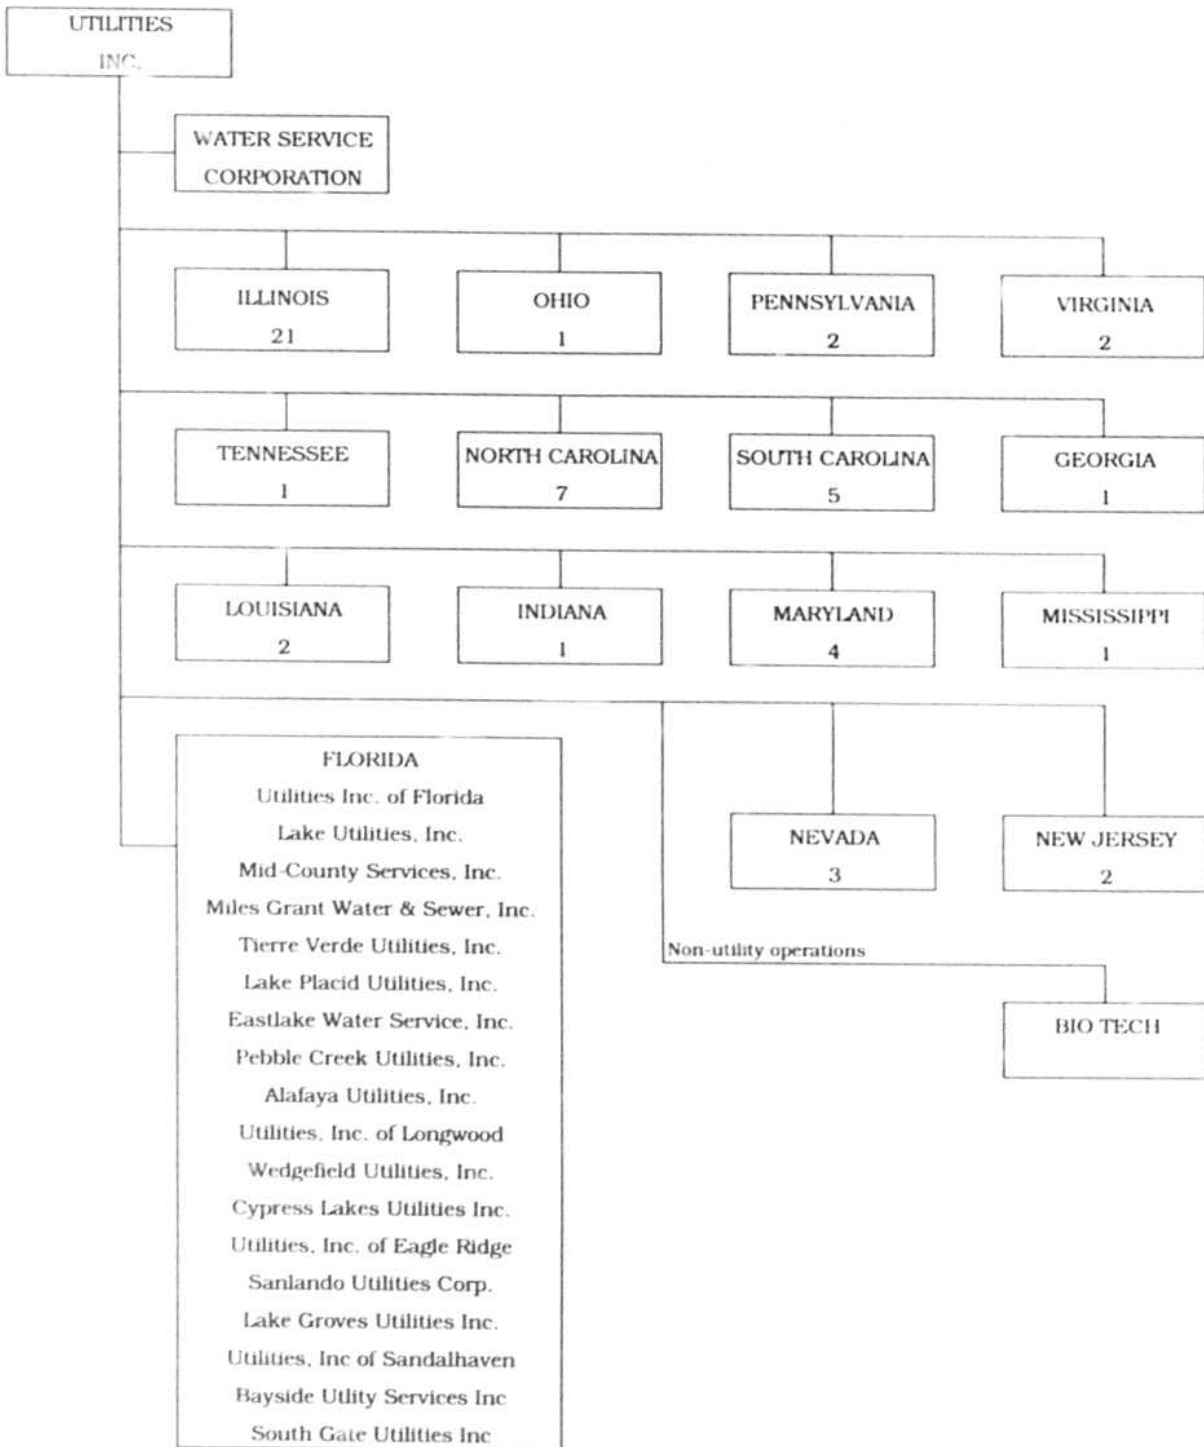 UTILITIES
INC.
WATER SERVICE
CORPORATION
ILLINOIS
21
OHIO
1
PENNSYLVANIA
2
VIRGINIA
2
TENNESSEE
1
NORTH CAROLINA
7
SOUTH CAROLINA
5
GEORGIA
1
LOUISIANA
2
INDIANA
1
MARYLAND
4
MISSISSIPPI
1
FLORIDA
Utilities Inc. of Florida
Lake Utilities, Inc.
Mid-County Services, Inc.
Miles Grant Water & Sewer, Inc.
Tierre Verde Utilities, Inc.
Lake Placid Utilities, Inc.
Eastlake Water Service, Inc.
Pebble Creek Utilities, Inc.
Alafaya Utilities, Inc.
Utilities, Inc. of Longwood
Wedgefield Utilities, Inc.
Cypress Lakes Utilities Inc.
Utilities, Inc. of Eagle Ridge
Sanlando Utilities Corp.
Lake Groves Utilities Inc.
Utilities, Inc of Sandalhaven
Bayside Utlity Services Inc
South Gate Utilities Inc
NEVADA
3
NEW JERSEY
2
Non-utility operations
BIO TECH